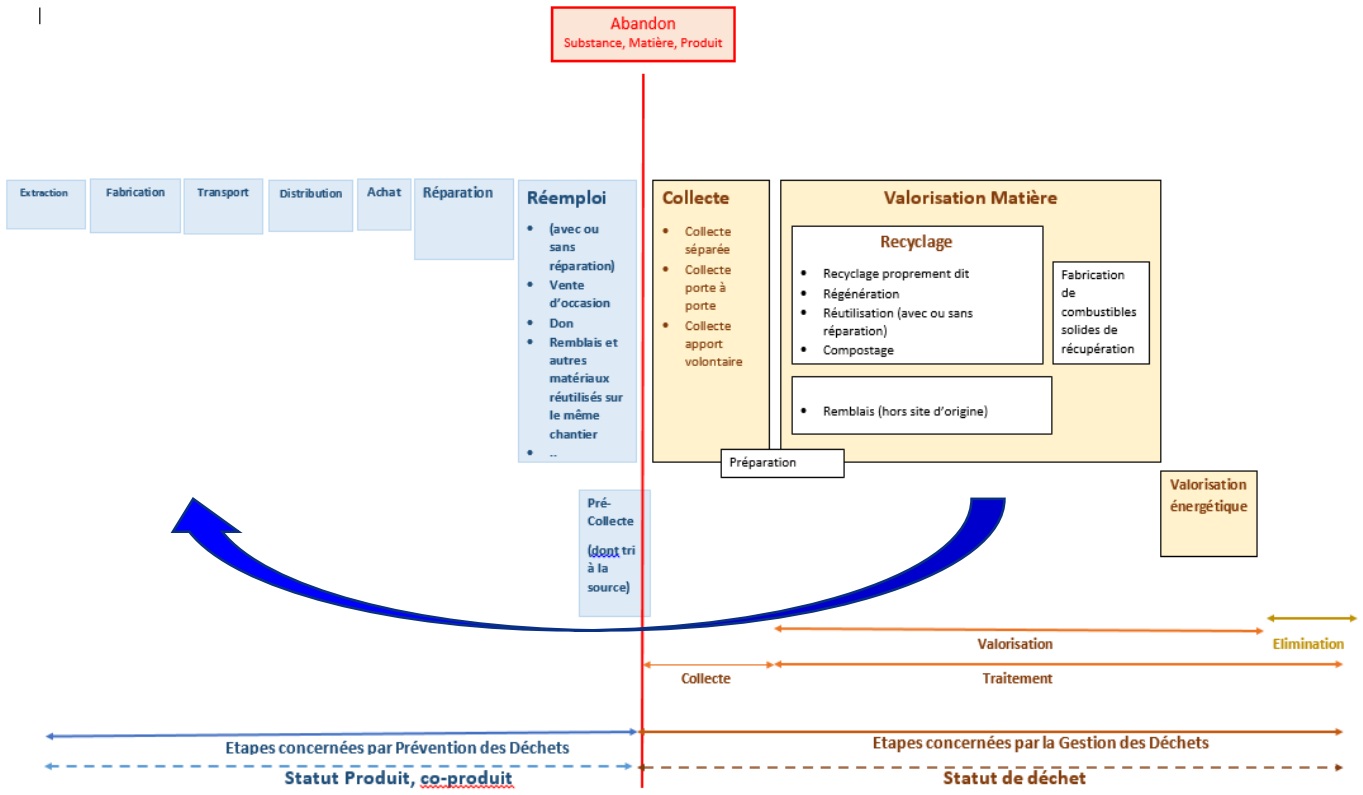 Abandon
Substance, Matière, Produit
Extraction
Fabrication
Transport
Distribution
Achat
Réparation
Réemploi
• (avec ou
sans
réparation)
• Vente
d’occasion
• Don
• Remblais et
autres
matériaux
réutilisés sur
le même
chantier
• ..
Collecte
• Collecte
séparée
• Collecte
porte à
porte
• Collecte
apport
volontaire
Valorisation Matière
Recyclage
• Recyclage proprement dit
• Régénération
• Réutilisation (avec ou sans
réparation)
• Compostage
Fabrication
de
combustibles
solides de
récupération
• Remblais (hors site d’origine)
Préparation
Valorisation
énergétique
Pré-
Collecte
(dont tri
à la
source)
Valorisation
Elimination
Collecte
Traitement
Etapes concernées par Prévention des Déchets
Etapes concernées par la Gestion des Déchets
Statut Produit, co-produit
Statut de déchet